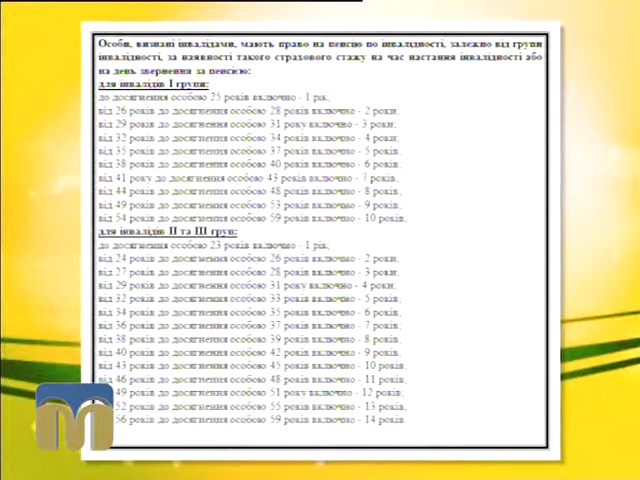 Особи, визнані інвалідами, мають право на пенсію по інвалідності, залежно від групи
інвалідності, за наявності такого страхового стажу на час настання інвалідності або
на день звернення за пенсією:
для інвалідів I групи:
до досягнення особою 25 років включно - 1 рік;
від 26 років до досягнення особою 28 років включно - 2 роки;
від 29 років до досягнення особою 31 року включно - 3 роки;
від 32 років до досягнення особою 34 років включно - 4 роки;
від 35 років до досягнення особою 37 років включно - 5 років;
від 38 років до досягнення особою 40 років включно - 6 років;
від 41 року до досягнення особою 43 років включно - 7 років;
від 44 років до досягнення особою 48 років включно - 8 років;
від 49 років до досягнення особою 53 років включно - 9 років;
від 54 років до досягнення особою 59 років включно - 10 років;
для інвалідів II та III груп:
до досягнення особою 23 років включно - 1 рік;
від 24 років до досягнення особою 26 років включно - 2 роки;
від 27 років до досягнення особою 28 років включно - 3 роки;
від 29 років до досягнення особою 31 року включно - 4 роки;
від 32 років до досягнення особою 33 років включно - 5 років;
від 34 років до досягнення особою 35 років включно - 6 років;
від 36 років до досягнення особою 37 років включно - 7 років;
від 38 років до досягнення особою 39 років включно - 8 років;
від 40 років до досягнення особою 42 років включно - 9 років;
від 43 років до досягнення особою 45 років включно - 10 років;
від 46 років до досягнення особою 48 років включно - 11 років;
49 років до досягнення особою 51 року включно - 12 років;
52 років до досягнення особою 55 років включно - 13 років;
56 років до досягнення особою 59 років включно - 14 років.